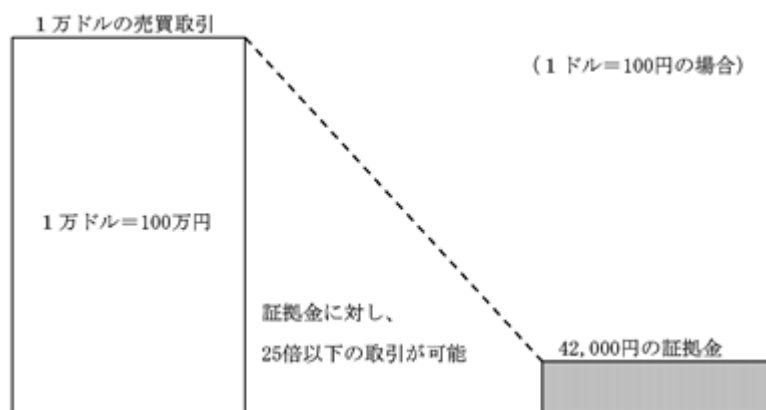 1万ドルの売買取引
(1ドル=100円の場合)
1万ドル=100万円
証拠金に対し、
25倍以下の取引が可能
42,000円の証拠金